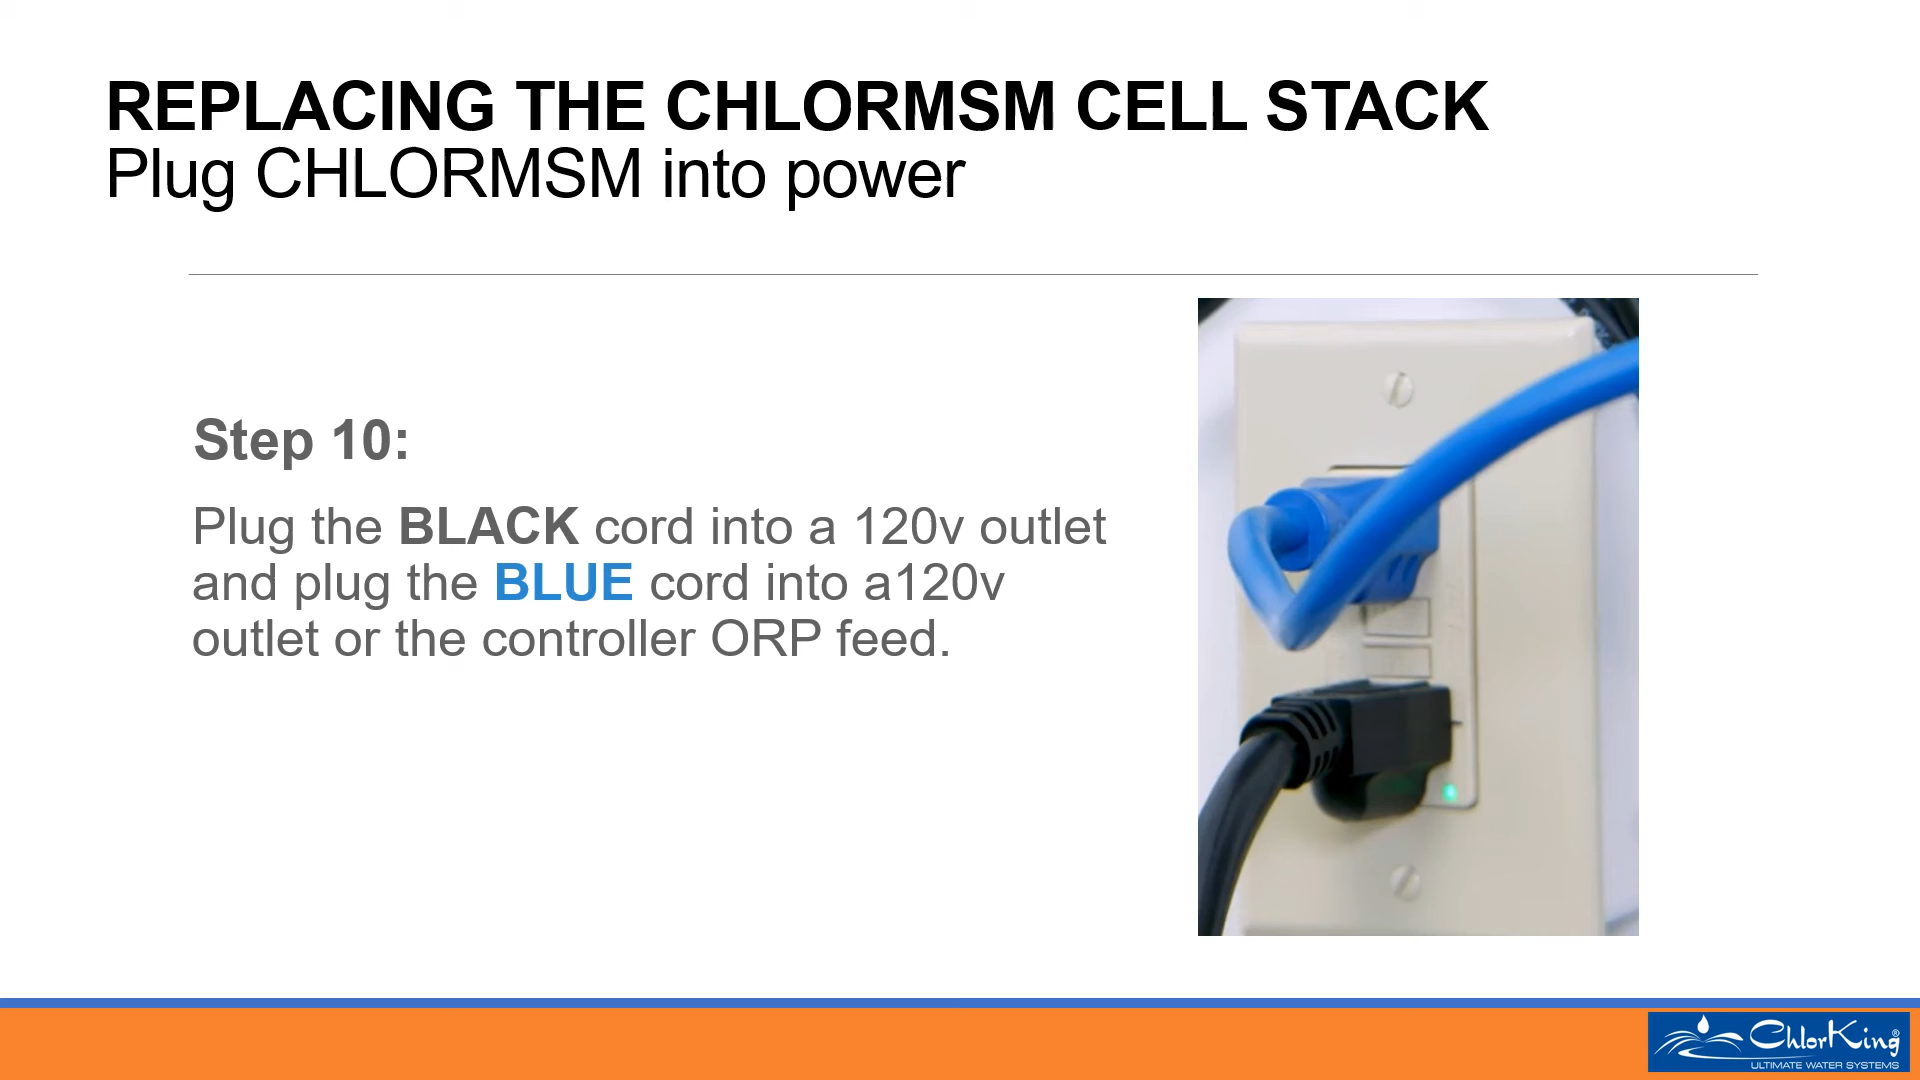 REPLACING THE CHLORMSM CELL STACK
Plug CHLORMSM into power
Step 10:
Plug the BLACK cord into a 120v outlet
and plug the BLUE cord into a120v
outlet or the controller ORP feed.
ChlorKing®
ULTIMATE WATER SYSTEMS